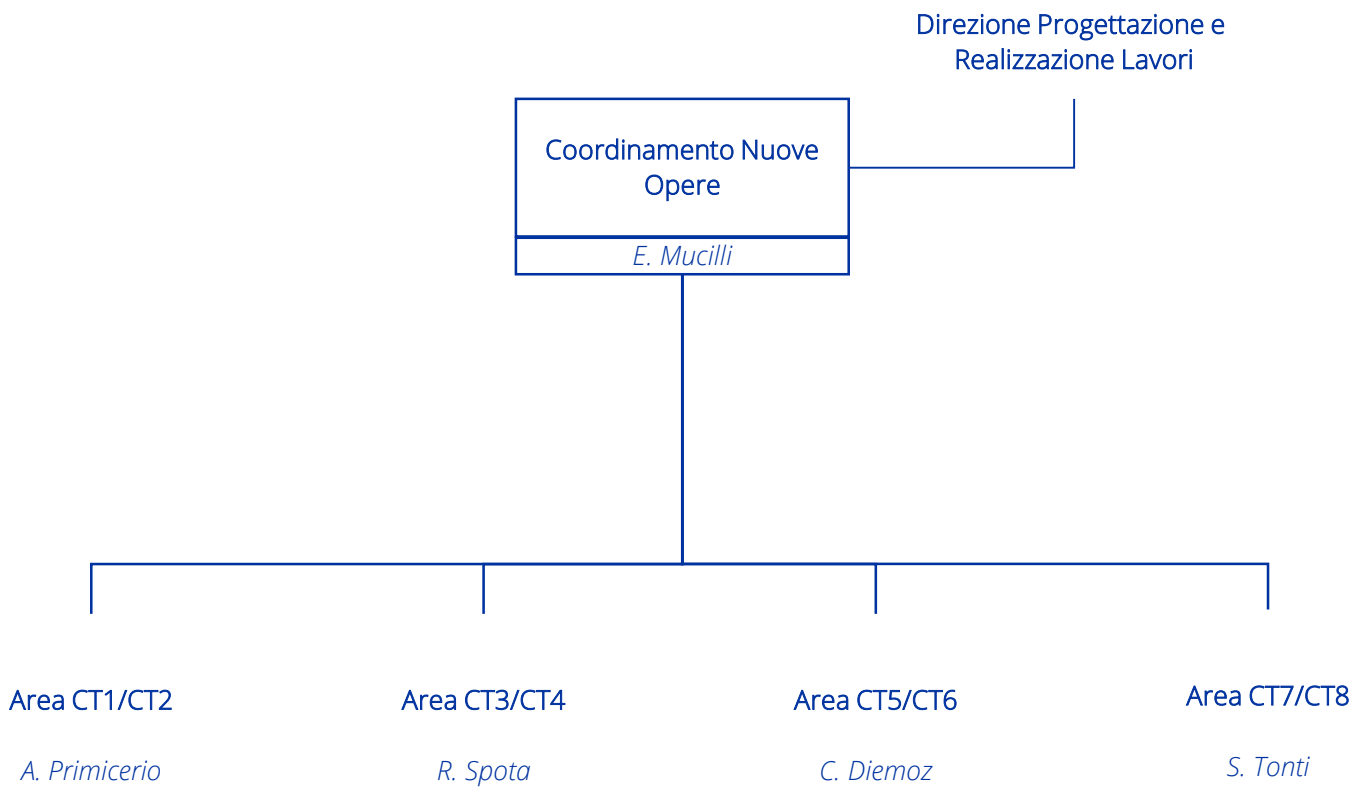 Direzione Progettazione e
Realizzazione Lavori
Coordinamento Nuove
Opere
E. Mucilli
Area CT1/CT2
A. Primicerio
Area CT3/CT4
R. Spota
Area CT5/CT6
C. Diemoz
Area CT7/CT8
S. Tonti